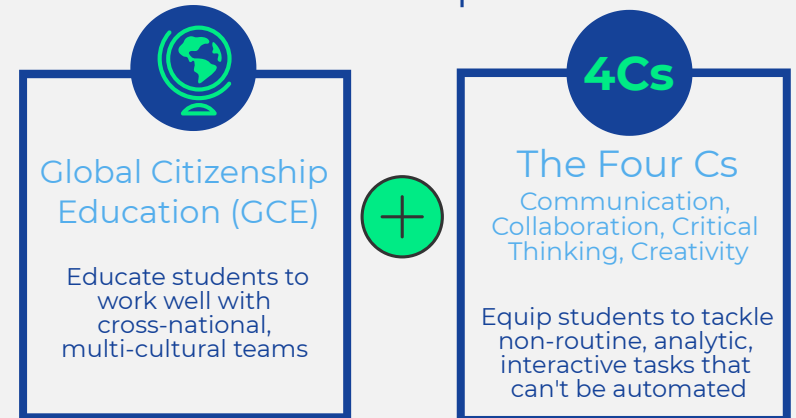 Global Citizenship
Education (GCE)
Educate students to
work well with
cross-national,
multi-cultural teams
4Cs
The Four Cs
Communication,
Collaboration, Critical
Thinking, Creativity
Equip students to tackle
non-routine, analytic,
interactive tasks that
can't be automated